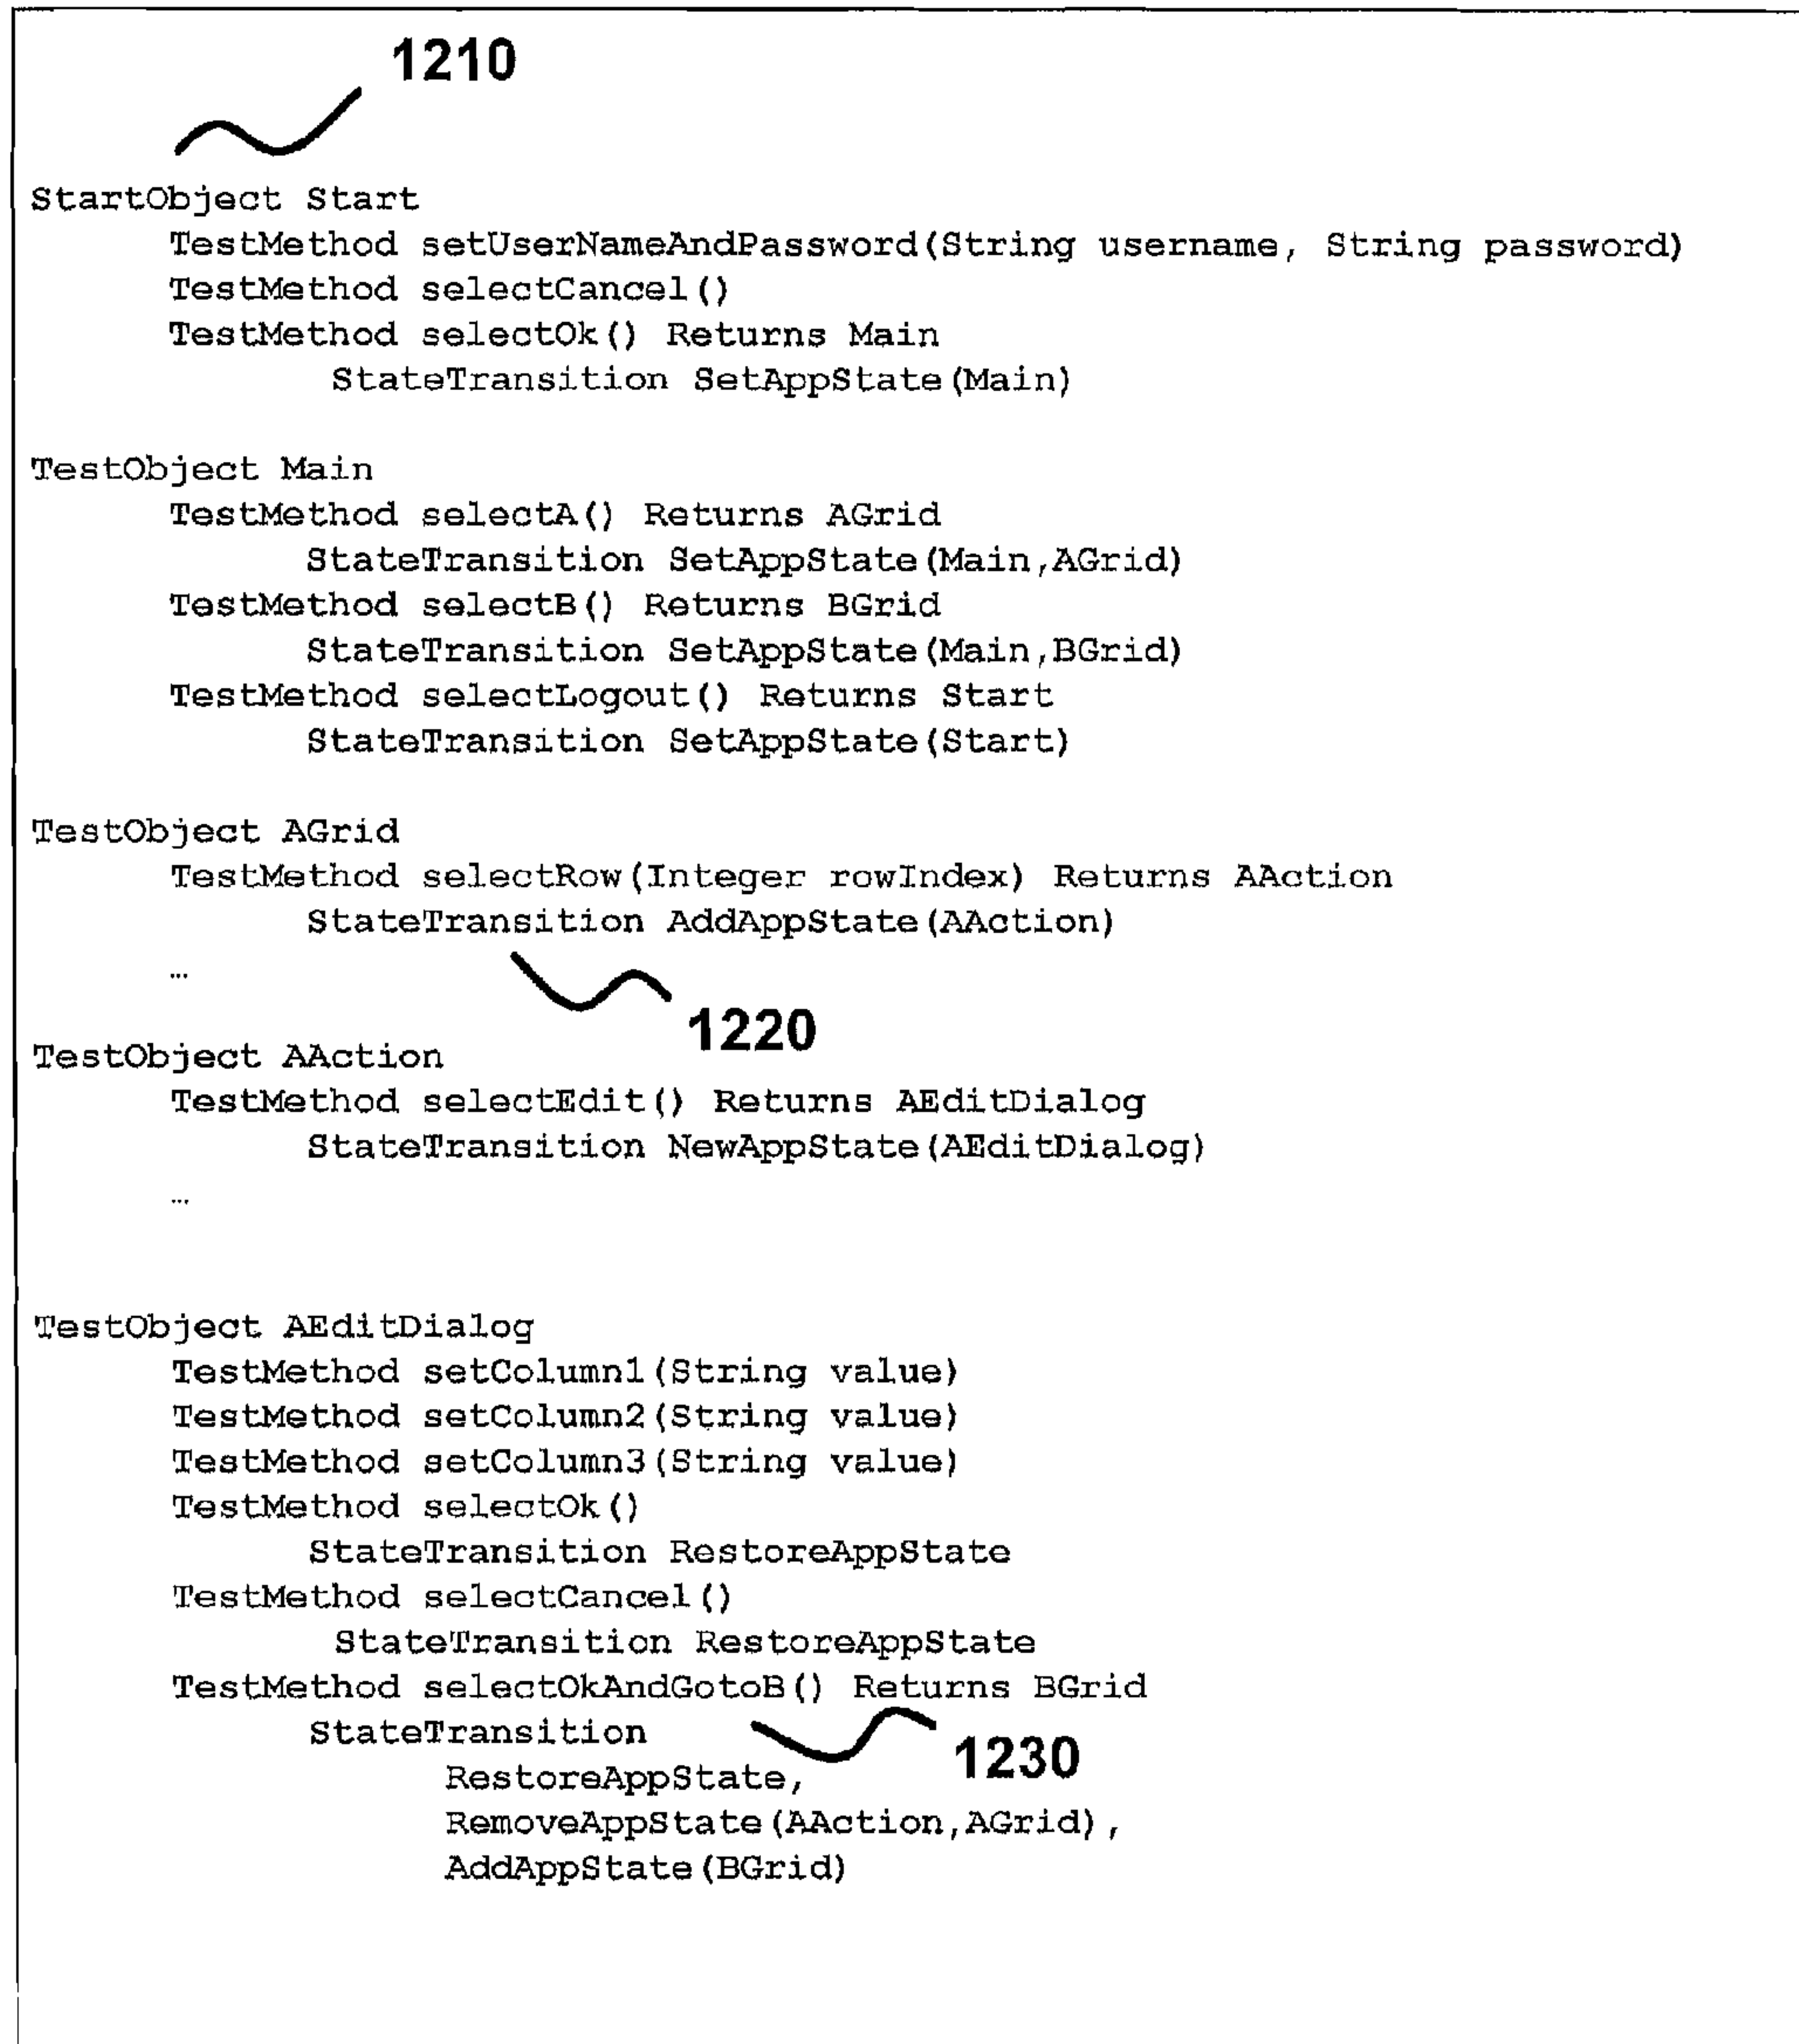 1210
StartObject Start
TestMethod setUserNameAndPassword(String username, String password)
TestMethod selectCancel()
TestMethod selectOk() Returns Main
StateTransition SetAppState(Main)
TestObject Main
TestMethod selectA() Returns AGrid
StateTransition SetAppState(Main,AGrid)
TestMethod selectB() Returns BGrid
StateTransition SetAppState(Main,BGrid)
TestMethod selectLogout() Returns Start
StateTransition SetAppState(Start)
TestObject AGrid
TestMethod selectRow(Integer rowIndex) Returns AAction
StateTransition AddAppState(AAction)
…
1220
TestObject AAction
TestMethod selectEdit() Returns AEditDialog
StateTransition NewAppState(AEditDialog)
…
TestObject AEditDialog
TestMethod setColumn1(String value)
TestMethod setColumn2(String value)
TestMethod setColumn3(String value)
TestMethod selectOk()
StateTransition RestoreAppState
TestMethod selectCancel()
StateTransition RestoreAppState
TestMethod selectOkAndGotoB() Returns BGrid
StateTransition
1230
RestoreAppState,
RemoveAppState(AAction,AGrid),
AddAppState(BGrid)